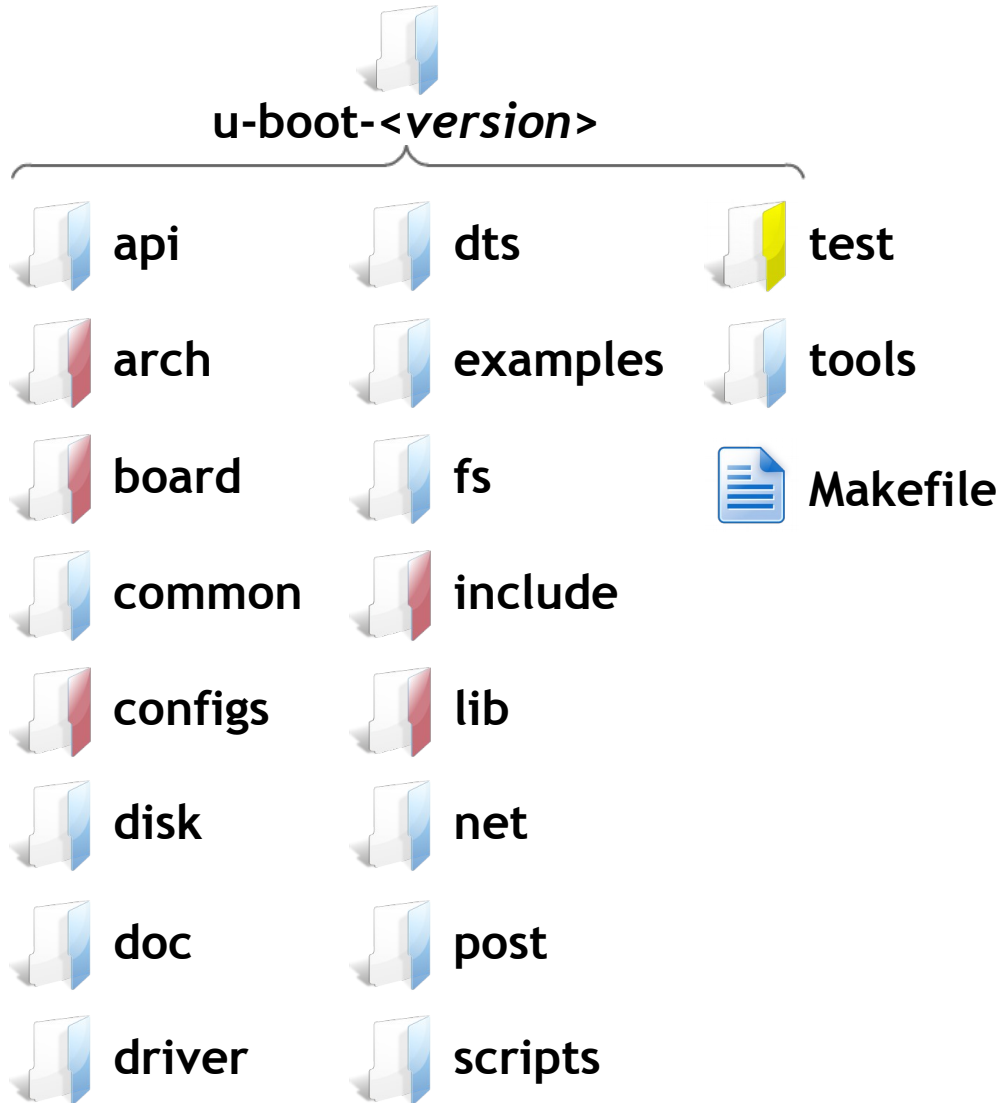 u-boot-<version>
api
arch
board
common
configs
disk
doc
driver
dts
examples
fs
include
lib
net
post
scripts
test
tools
Makefile